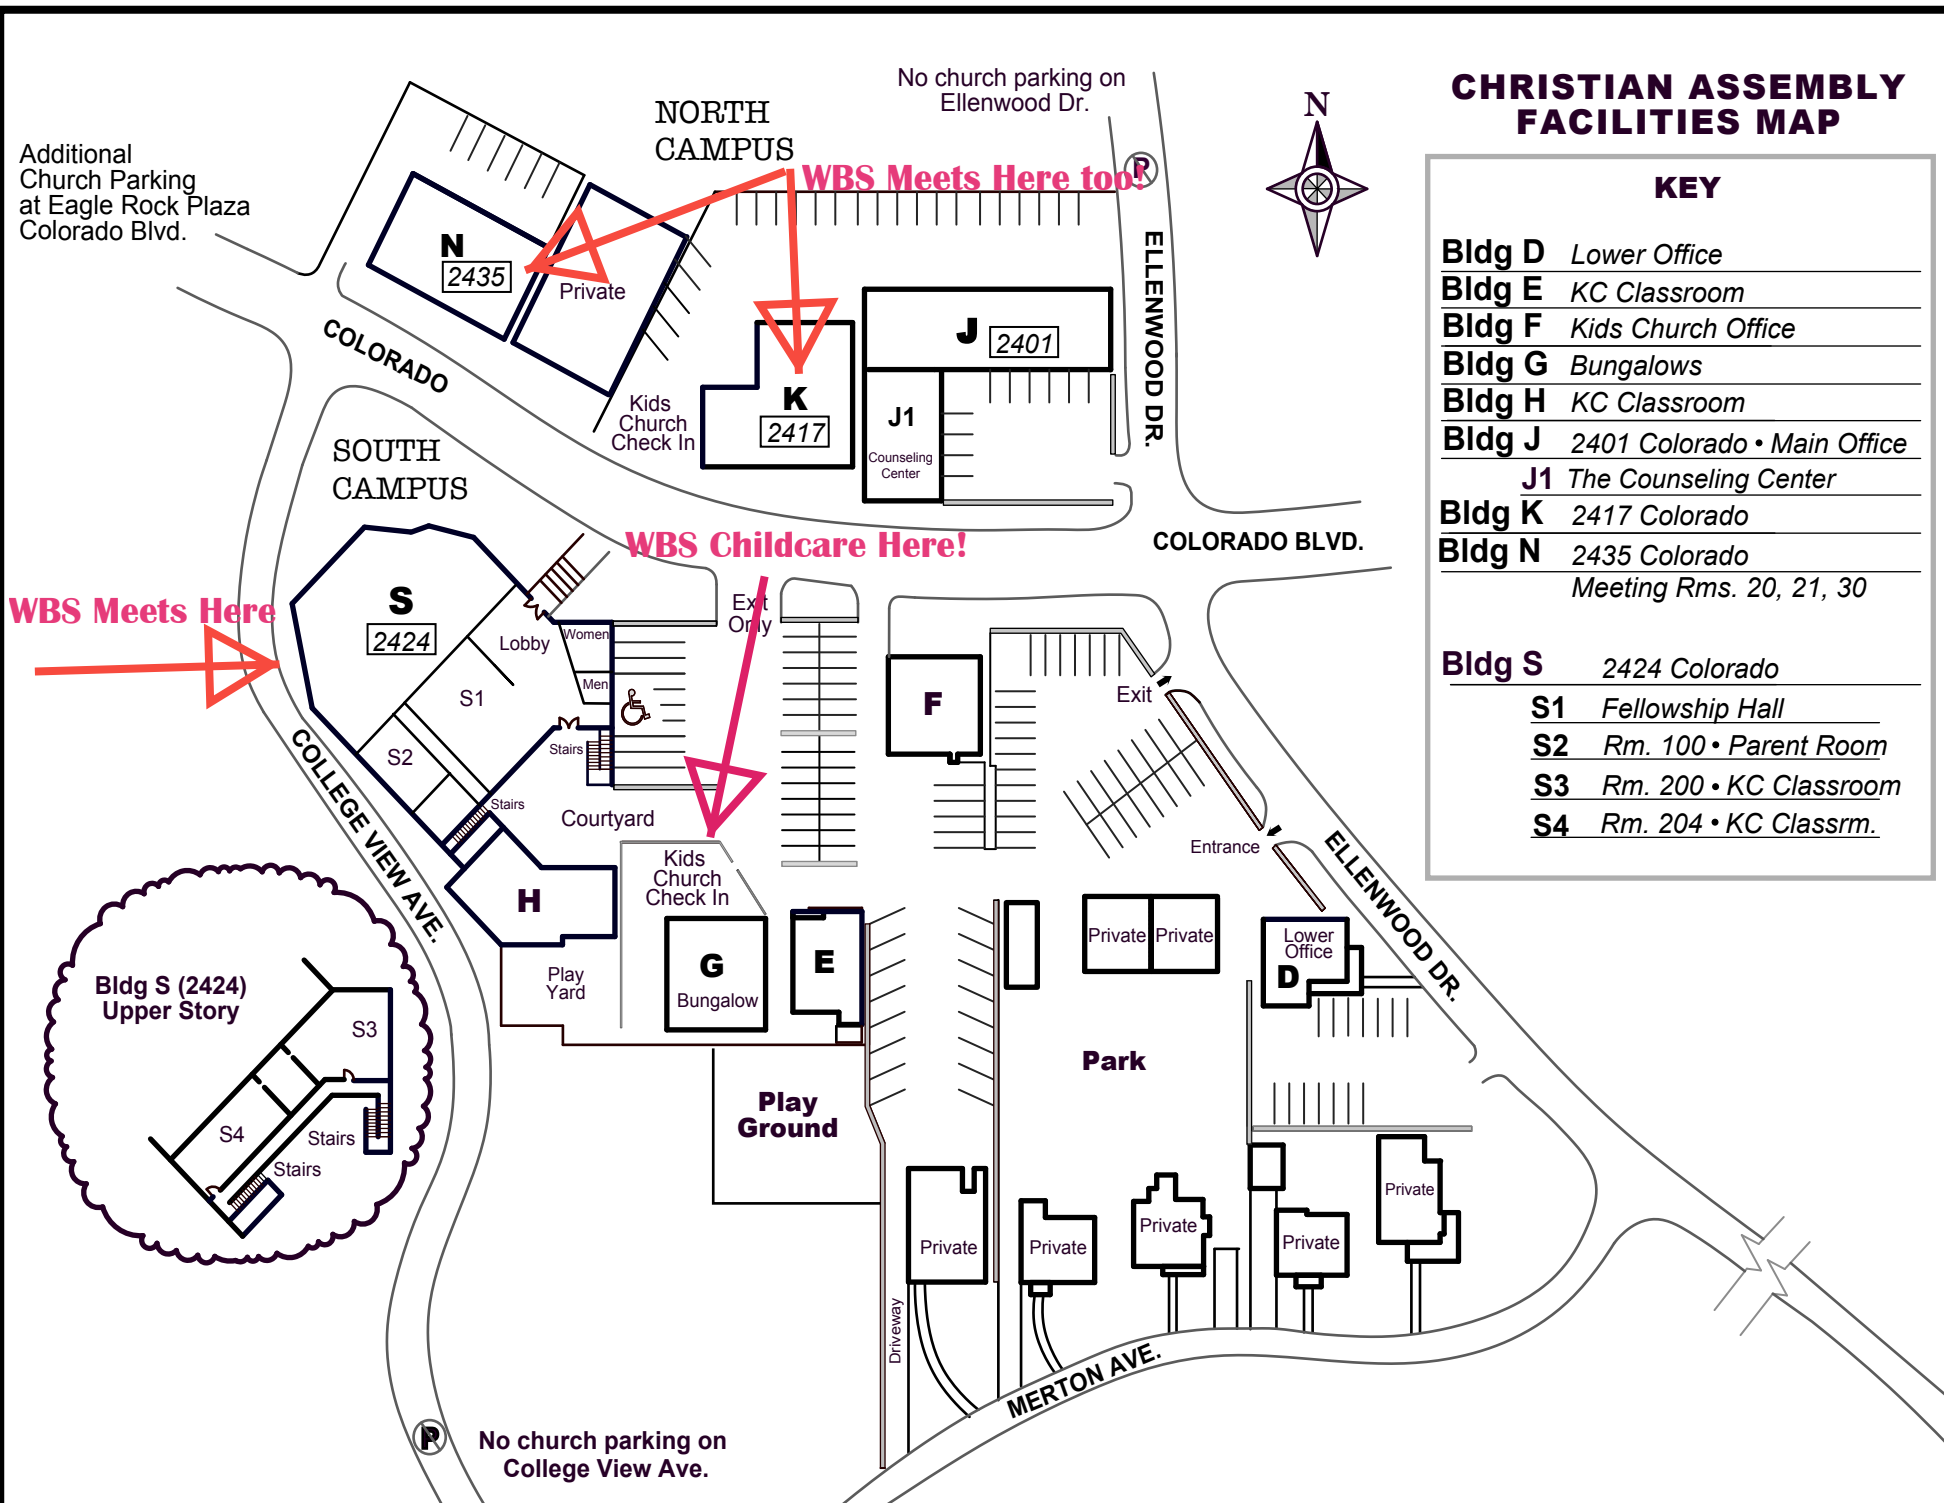 No church parking on
Ellenwood Dr.
CHRISTIAN ASSEMBLY
FACILITIES MAP
N
NORTH
CAMPUS
Additional
Church Parking
at Eagle Rock Plaza
Colorado Blvd.
WBS Meets Here too!
P
KEY
Bldg D Lower Office
Bldg E KC Classroom
Bldg F Kids Church Office
Bldg G Bungalows
Bldg H KC Classroom
Bldg J 2401 Colorado • Main Office
J1 The Counseling Center
Bldg K 2417 Colorado
Bldg N 2435 Colorado
Meeting Rms. 20, 21, 30
Bldg S 2424 Colorado
S1 Fellowship Hall
S2 Rm. 100 • Parent Room
S3 Rm. 200 • KC Classroom
S4 Rm. 204 • KC Classrm.
N
2435
Private
ELLENWOOD DR.
COLORADO
J 2401
K
2417
Kids
Church
Check In
J1
Counseling
Center
SOUTH
CAMPUS
WBS Childcare Here!
COLORADO BLVD.
WBS Meets Here
S
2424
Lobby
Women
Men
Exit
Only
S1
S2
Stairs
Stairs
Courtyard
F
Exit
Entrance
COLLEGE VIEW AVE.
ELLENWOOD DR.
Kids
Church
Check In
H
G
Bungalow
E
Play
Yard
Private
Private
Lower
Office
D
Bldg S (2424)
Upper Story
S3
S4
Stairs
Stairs
Park
Play
Ground
Private
Private
Private
Private
Private
Driveway
MERTON AVE.
P
No church parking on
College View Ave.